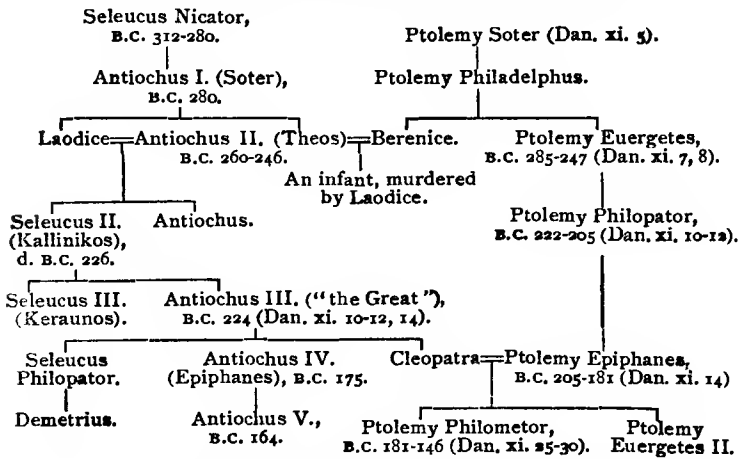 Seleucus Nicator,
B.C. 312-280.
Ptolemy Soter (Dan. xi. 5).
Antiochus I. (Soter),
B.C. 280.
Ptolemy Philadelphus.
Laodice=Antiochus II. (Theos)=Berenice.
B.C. 260-246.
Ptolemy Euergetes,
B.C. 285-247 (Dan. xi. 7, 8).
An infant, murdered
by Laodice.
Seleucus II.
(Kallinikos),
d. B.C. 226.
Antiochus.
Ptolemy Philopator,
B.C. 222-205 (Dan. xi. 10-12).
Seleucus III.
(Keraunos).
Antiochus III. ("the Great"),
B.C. 224 (Dan. xi. 10-12, 14).
Seleucus
Philopator.
Antiochus IV.
(Epiphanes), B.C. 175.
Cleopatra=Ptolemy Epiphanes,
B.C. 205-181 (Dan. xi. 14)
Demetrius.
Antiochus V.,
B.C. 164.
Ptolemy Philometor,
B.C. 181-146 (Dan. xi. 25-30).
Ptolemy
Euergetes II.